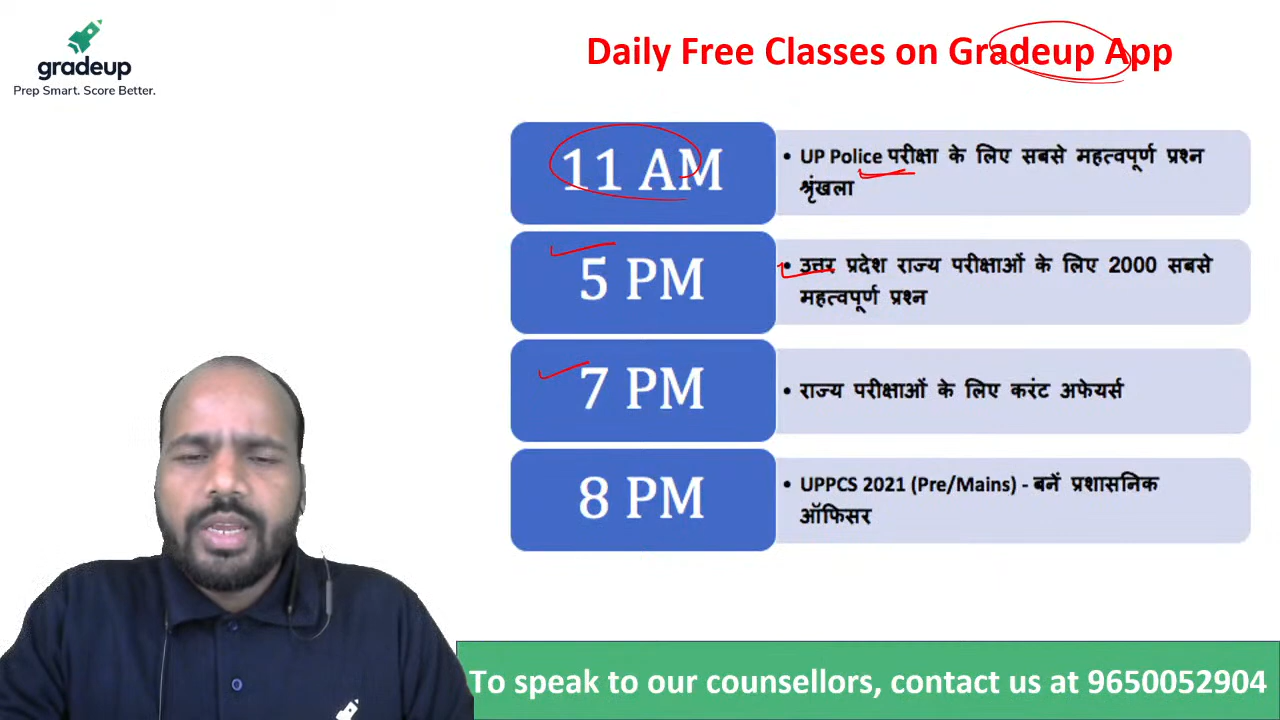 gradeup
Prep Smart. Score Better.
Daily Free Classes on Gradeup App
11 AM
• UP Police परीक्षा के लिए सबसे महत्वपूर्ण प्रश्न
श्रृंखला
5 PM
• उत्तर प्रदेश राज्य परीक्षाओं के लिए 2000 सबसे
महत्वपूर्ण प्रश्न
7 PM
• राज्य परीक्षाओं के लिए करंट अफेयर्स
8 PM
• UPPCS 2021 (Pre/Mains) - बनें प्रशासनिक
ऑफिसर
To speak to our counsellors, contact us at 9650052904